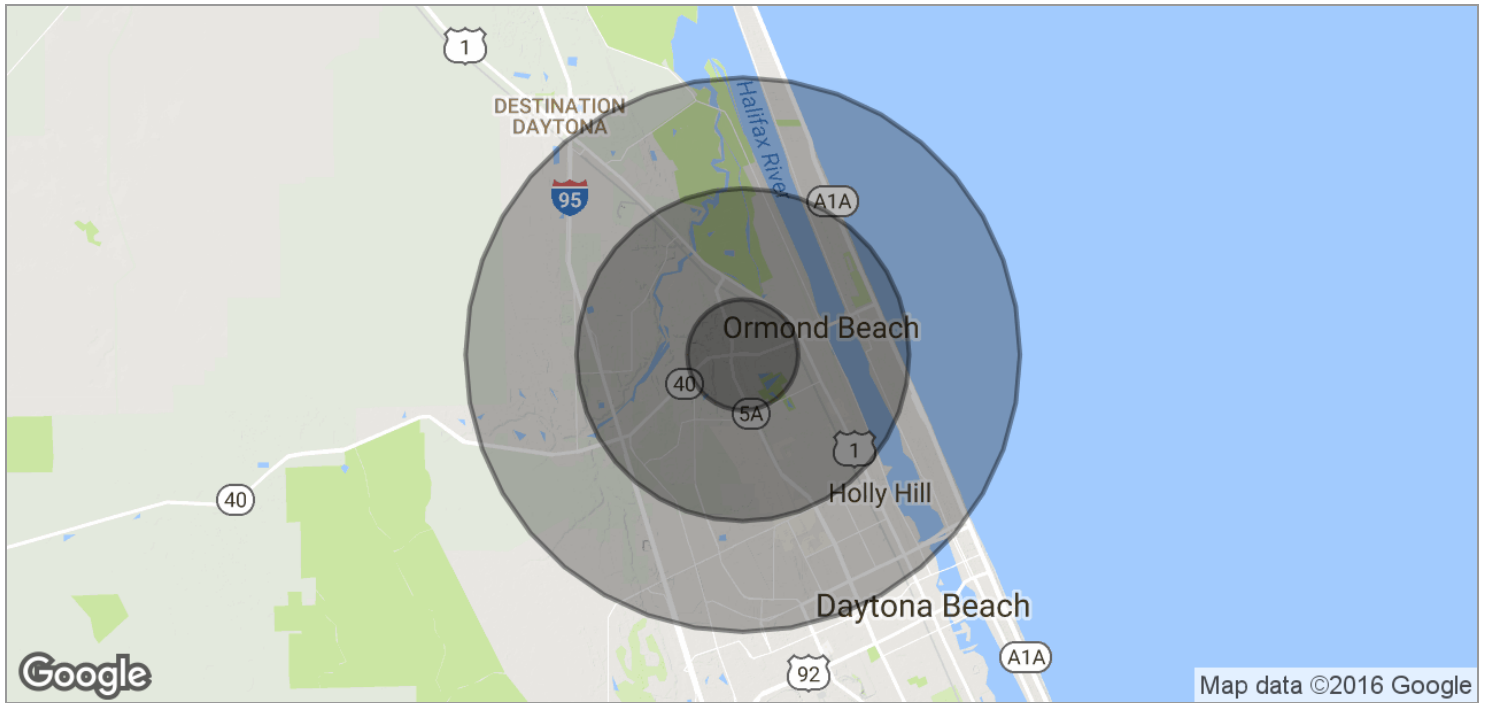 1
DESTINATION
DAYTONA
Halifax River
95
A1A
Ormond Beach
40
5A
1
Holly Hill
40
Daytona Beach
A1A
92
Google
Map data ©2016 Google